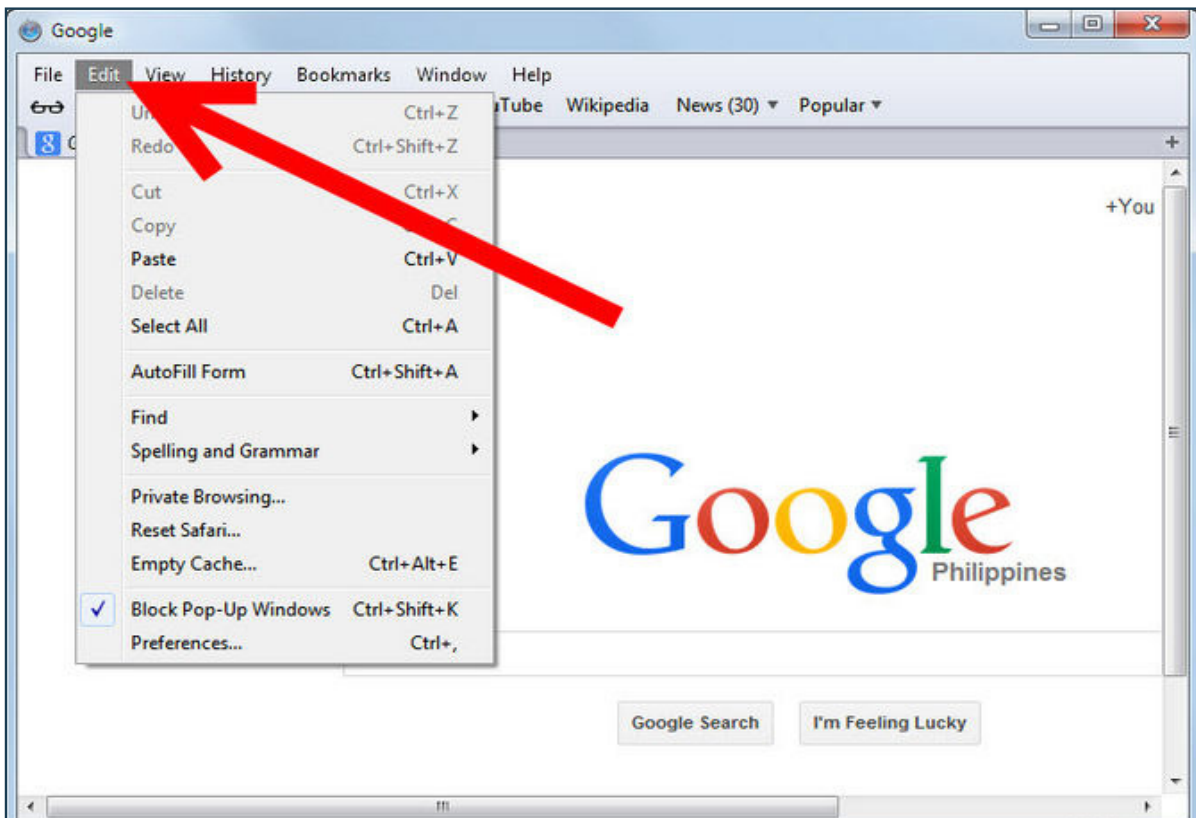 Google
File Edit View History Bookmarks Window Help
Tube Wikipedia News (30) Popular
+You
Ctrl+Z
Redo Ctrl+Shift+Z
Cut Ctrl+X
Copy
Paste Ctrl+V
Delete Del
Select All Ctrl+A
AutoFill Form Ctrl+Shift+A
Find
Spelling and Grammar
Private Browsing...
Reset Safari...
Empty Cache... Ctrl+Alt+E
Block Pop-Up Windows Ctrl+Shift+K
Preferences... Ctrl+,
Google
Philippines
Google Search I'm Feeling Lucky